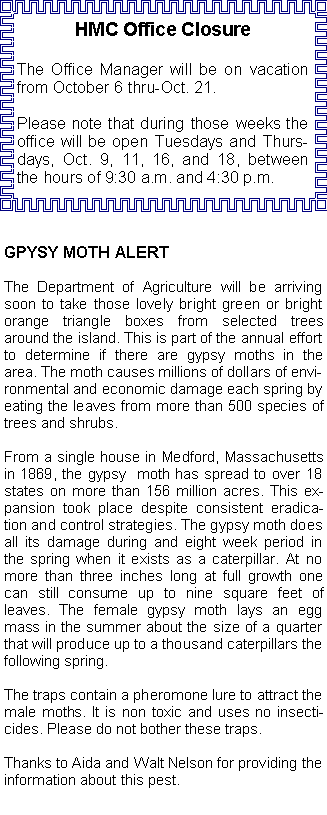 HMC Office Closure
The Office Manager will be on vacation
from October 6 thru-Oct. 21.
Please note that during those weeks the
office will be open Tuesdays and Thurs-
days, Oct. 9, 11, 16, and 18, between
the hours of 9:30 a.m. and 4:30 p.m.
GPYSY MOTH ALERT
The Department of Agriculture will be arriving
soon to take those lovely bright green or bright
orange triangle boxes from selected trees
around the island. This is part of the annual effort
to determine if there are gypsy moths in the
area. The moth causes millions of dollars of envi-
ronmental and economic damage each spring by
eating the leaves from more than 500 species of
trees and shrubs.
From a single house in Medford, Massachusetts
in 1869, the gypsy moth has spread to over 18
states on more than 156 million acres. This ex-
pansion took place despite consistent eradica-
tion and control strategies. The gypsy moth does
all its damage during and eight week period in
the spring when it exists as a caterpillar. At no
more than three inches long at full growth one
can still consume up to nine square feet of
leaves. The female gypsy moth lays an egg
mass in the summer about the size of a quarter
that will produce up to a thousand caterpillars the
following spring.
The traps contain a pheromone lure to attract the
male moths. It is non toxic and uses no insecti-
cides. Please do not bother these traps.
Thanks to Aida and Walt Nelson for providing the
information about this pest.